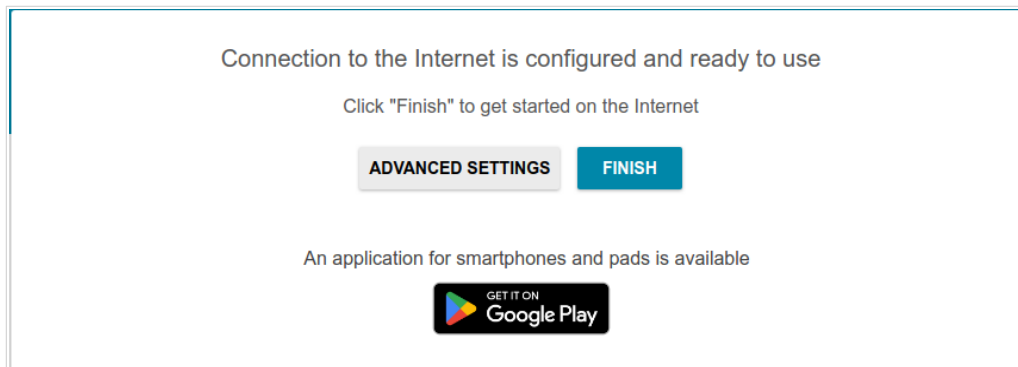 Connection to the Internet is configured and ready to use
Click "Finish" to get started on the Internet
ADVANCED SETTINGS FINISH
An application for smartphones and pads is available
GET IT ON
Google Play